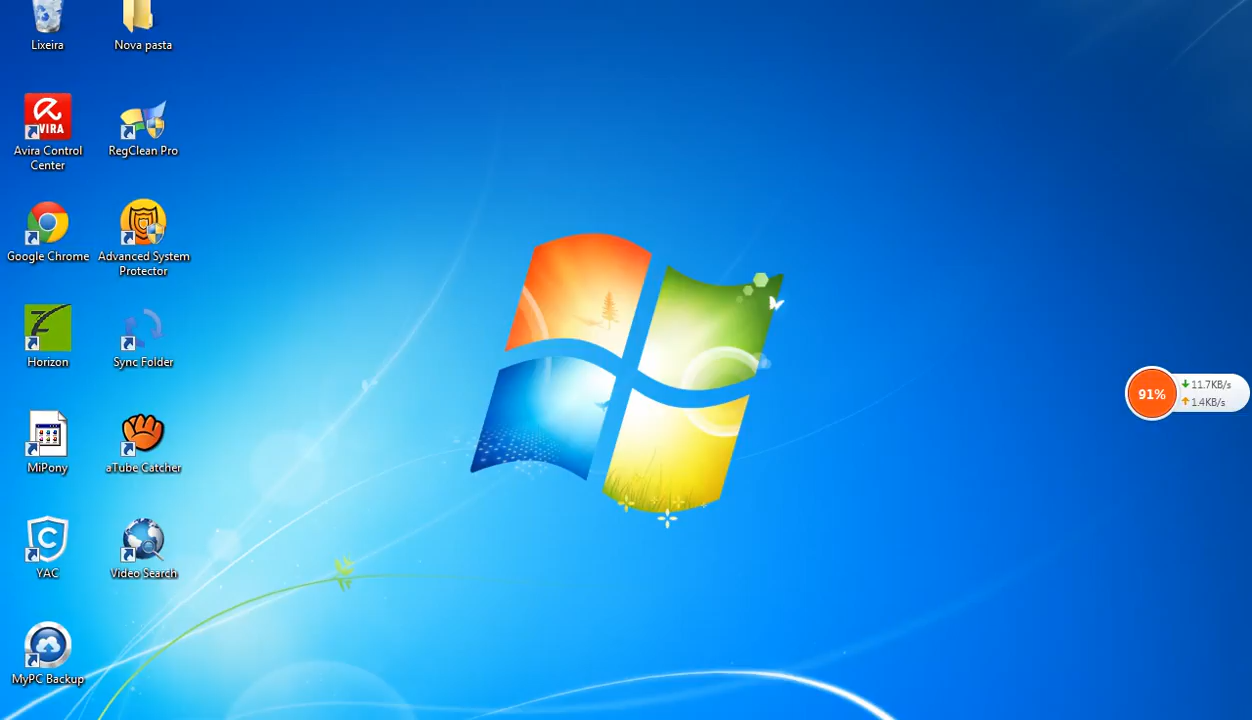 Lixeira
Nova pasta
VIRA
Avira Control
Center
RegClean Pro
Google Chrome
Advanced System
Protector
Horizon
Sync Folder
MiPony
aTube Catcher
YAC
Video Search
MyPC Backup
91%
11.7KB/s
1.4KB/s